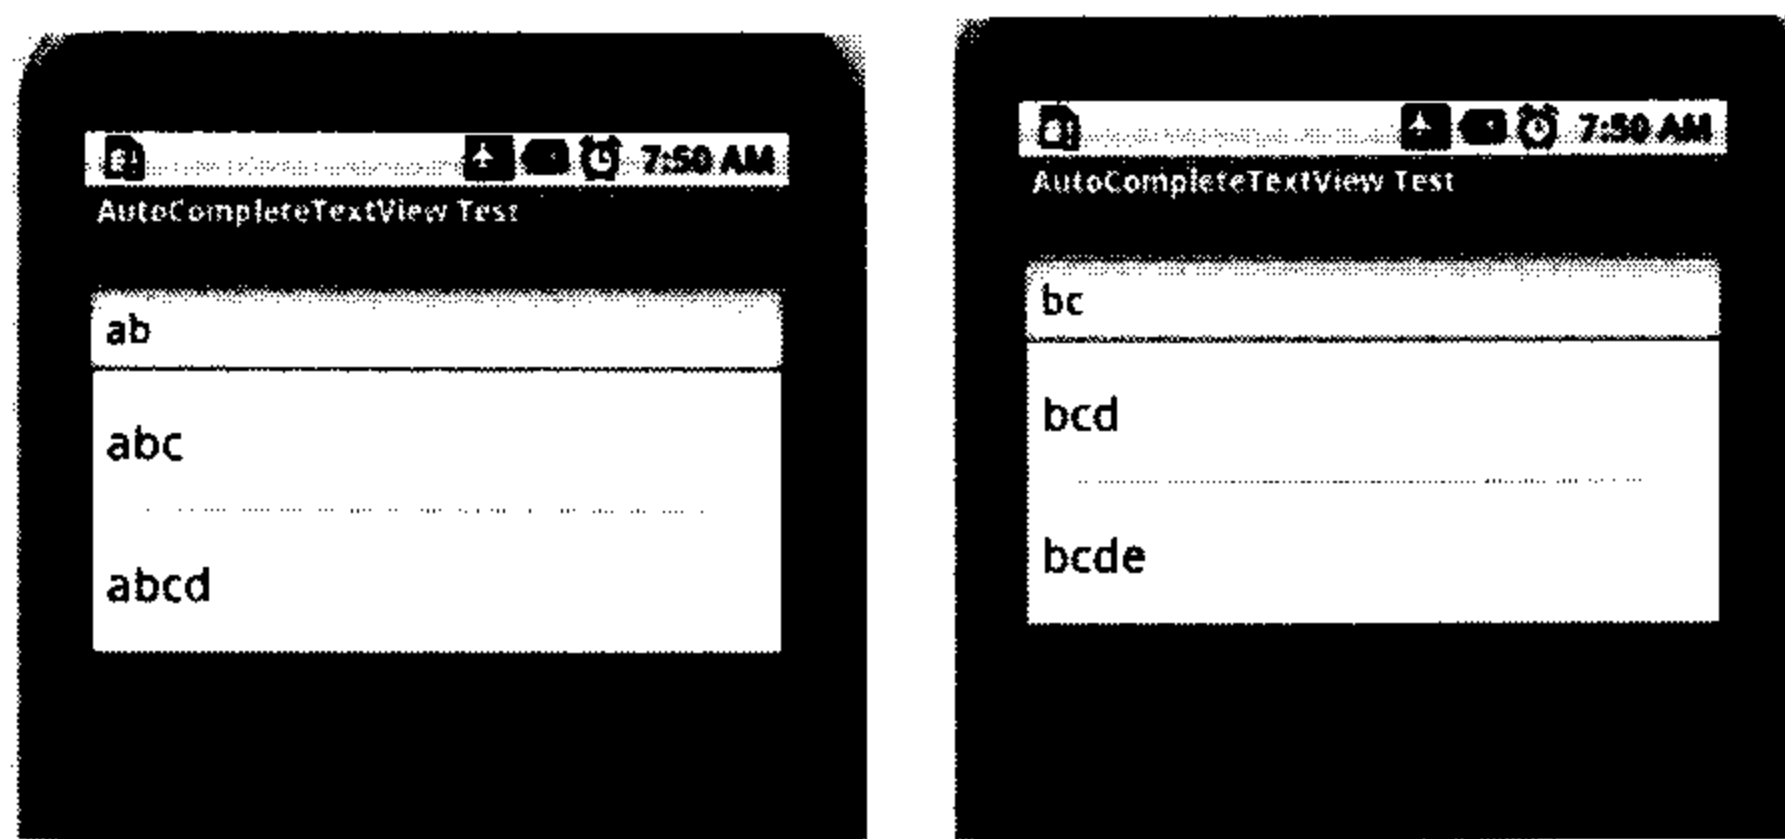 7:50 AM
AutoCompleteTextView Test
ab
abc
abcd
7:50 AM
AutoCompleteTextView Test
bc
bcd
bcde